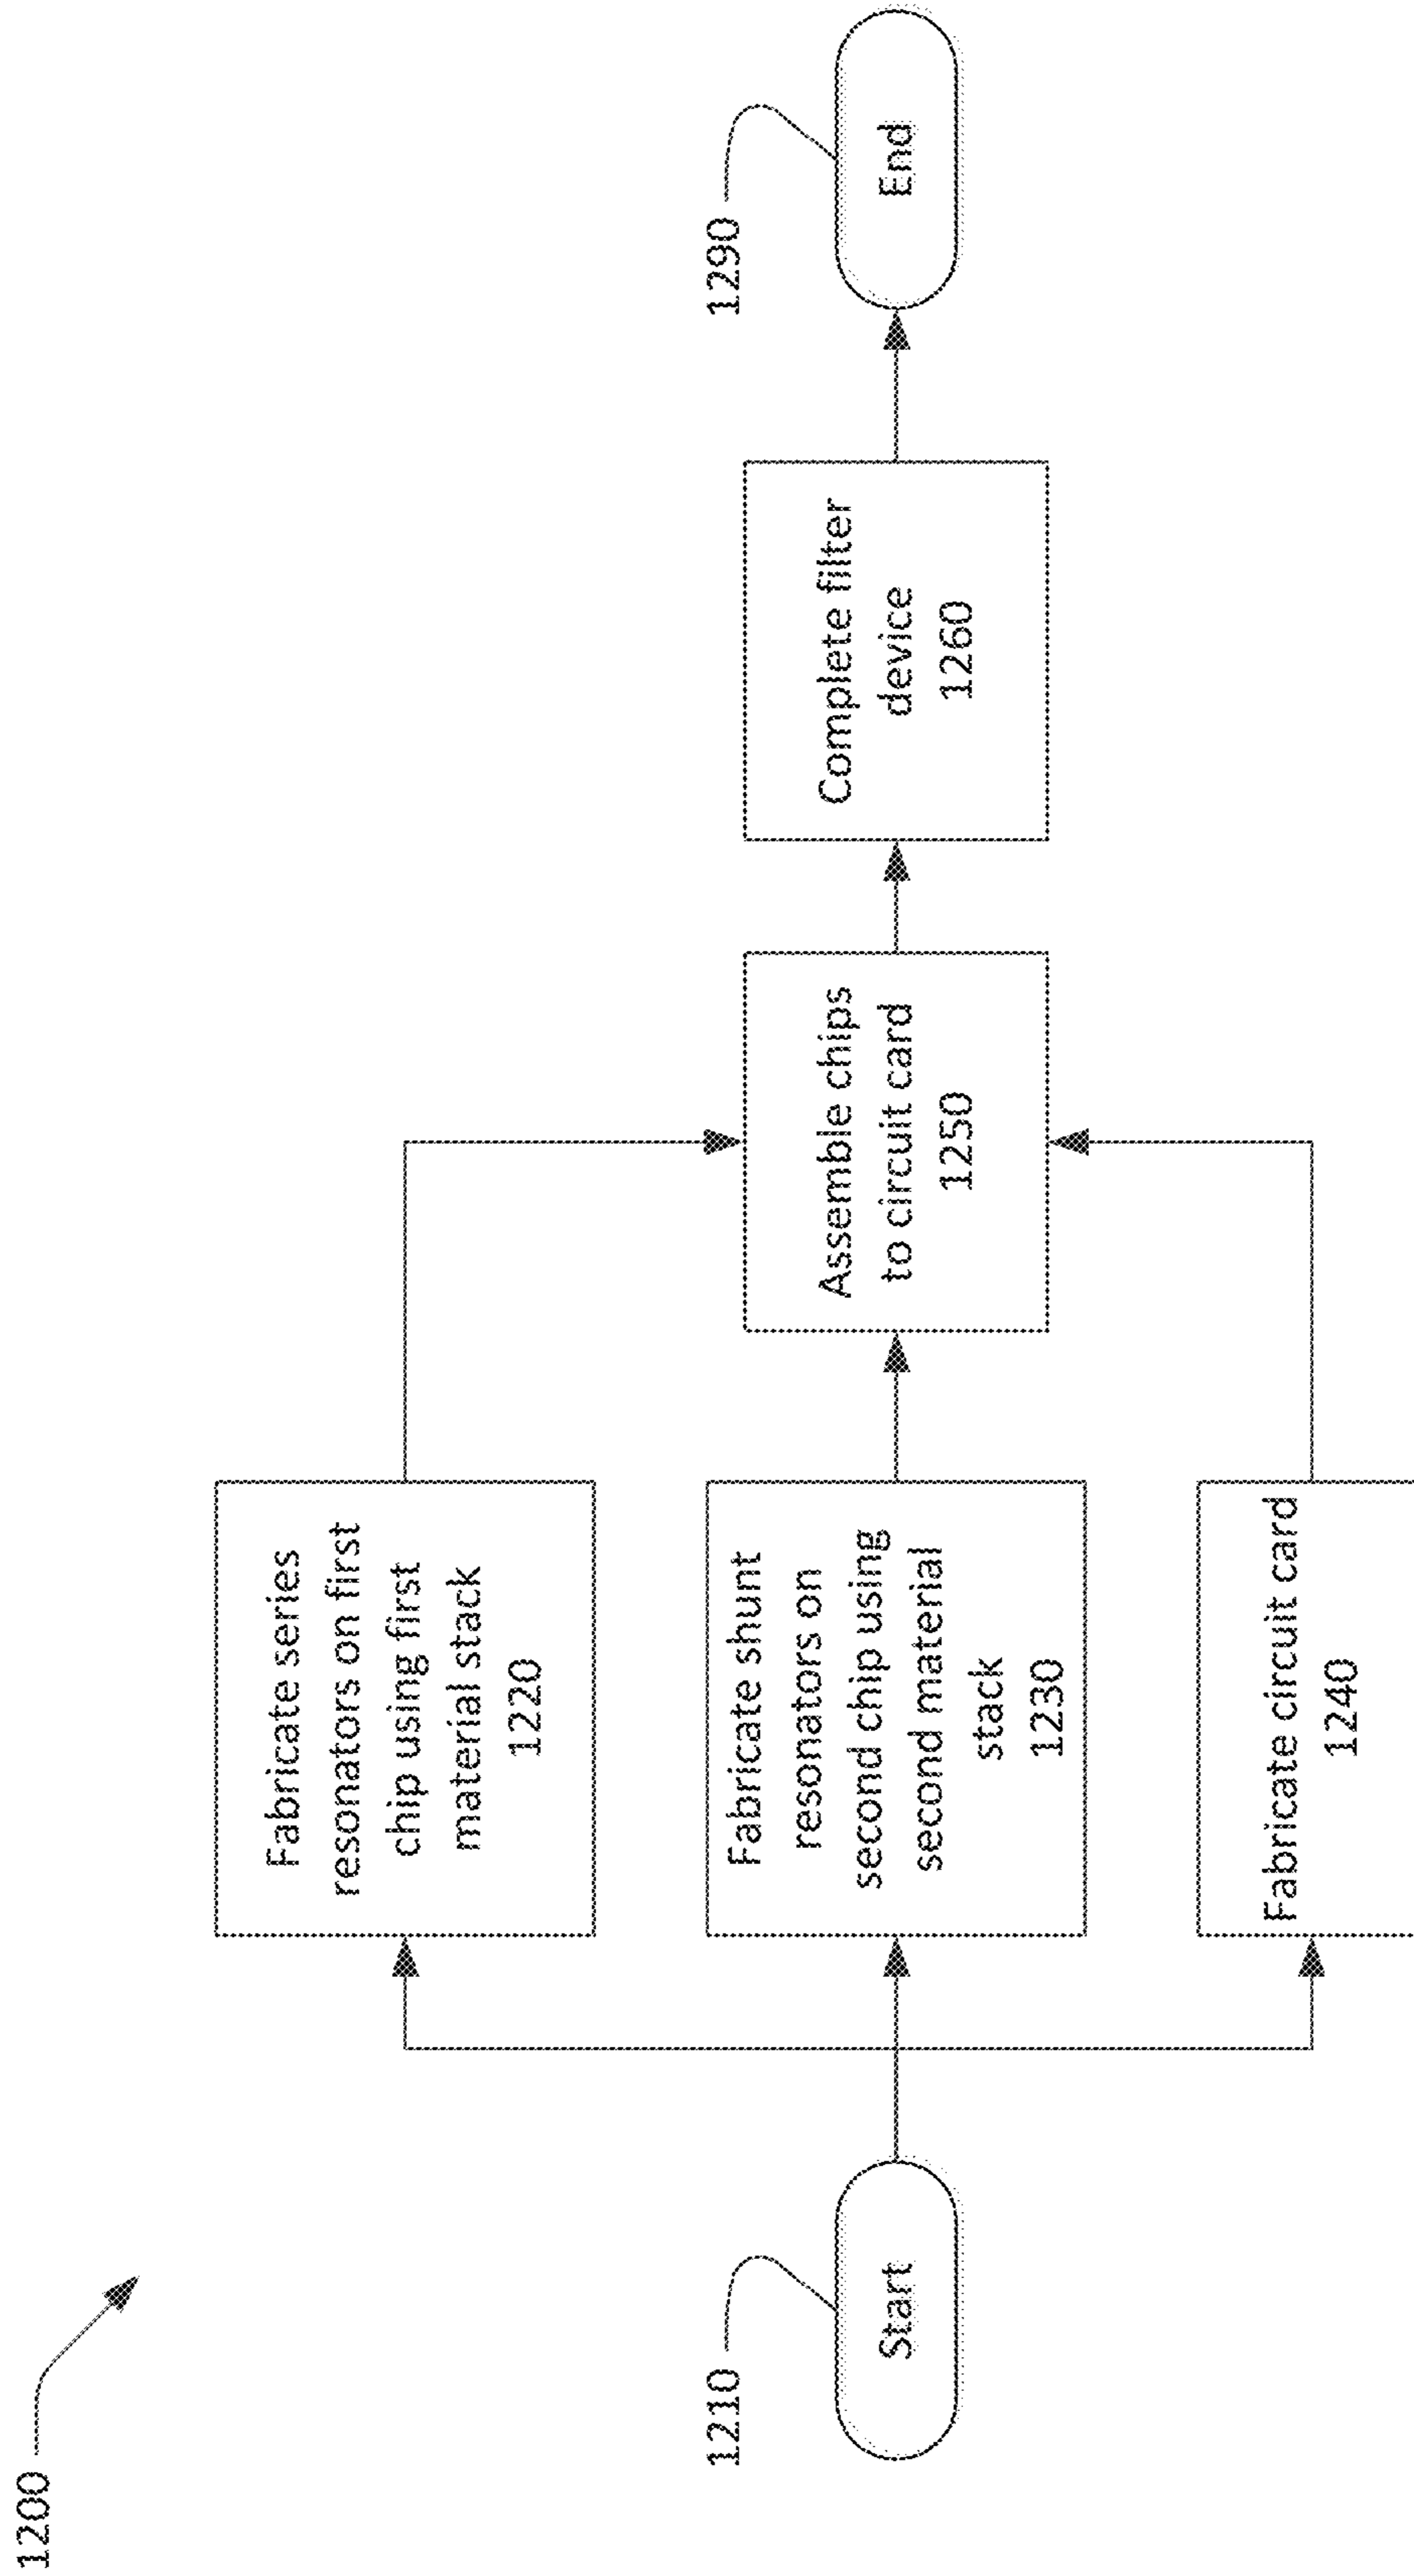 1200
1210
Start
Fabricate series
resonators on first
chip using first
material stack
1220
Fabricate shunt
resonators on
second chip using
second material
stack
1230
Fabricate circuit card
1240
Assemble chips
to circuit card
1250
Complete filter
device
1260
1290
End